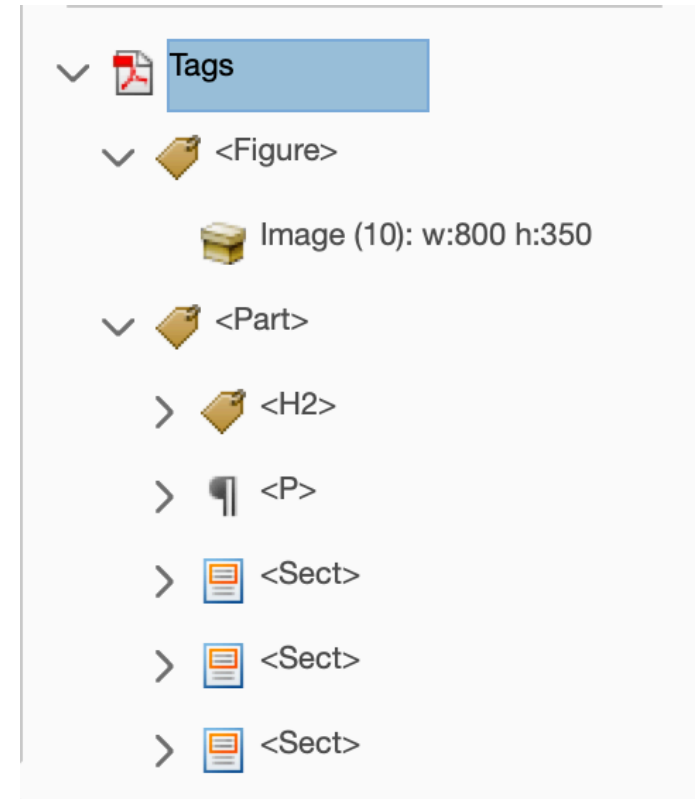 Tags
<Figure>
Image (10): w:800 h:350
<Part>
<H2>
<P>
<Sect>
<Sect>
<Sect>